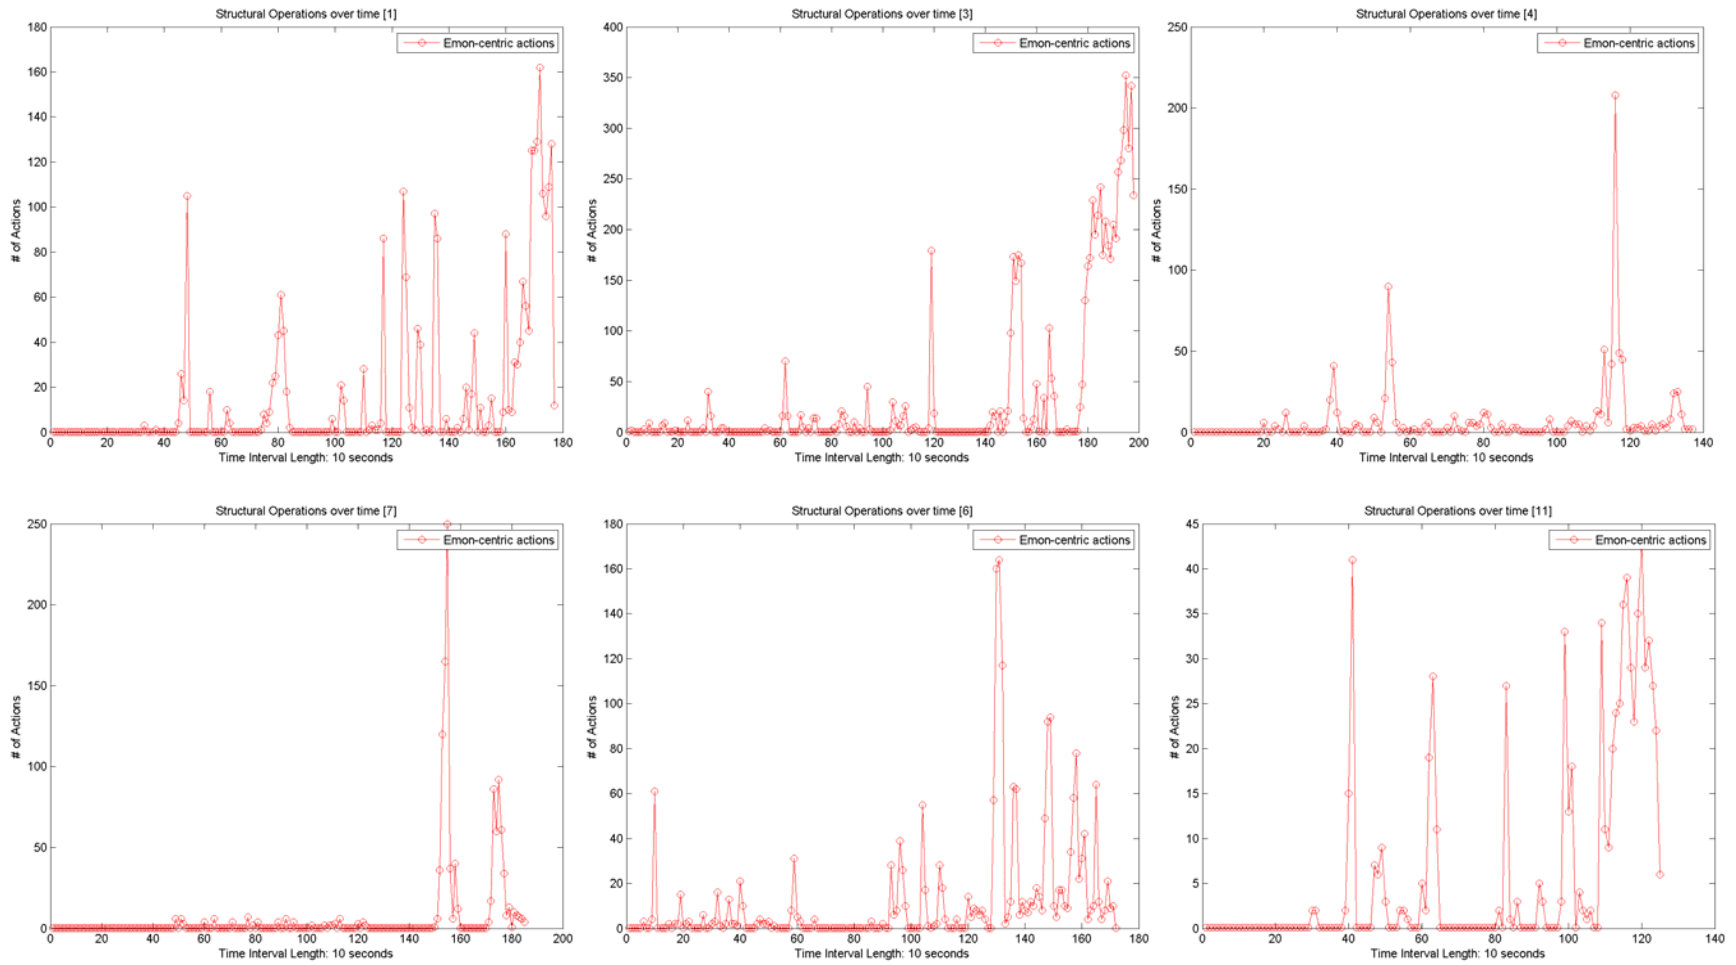 Structural Operations over time [1]
Emon-centric actions
# of Actions
180
160
140
120
100
80
60
40
20
0
0 20 40 60 80 100 120 140 160 180
Time Interval Length: 10 seconds
Structural Operations over time [3]
Emon-centric actions
# of Actions
400
350
300
250
200
150
100
50
0
0 20 40 60 80 100 120 140 160 180 200
Time Interval Length: 10 seconds
Structural Operations over time [4]
Emon-centric actions
# of Actions
250
200
150
100
50
0
0 20 40 60 80 100 120 140
Time Interval Length: 10 seconds
Structural Operations over time [7]
Emon-centric actions
# of Actions
250
200
150
100
50
0
0 20 40 60 80 100 120 140 160 180 200
Time Interval Length: 10 seconds
Structural Operations over time [6]
Emon-centric actions
# of Actions
180
160
140
120
100
80
60
40
20
0
0 20 40 60 80 100 120 140 160 180
Time Interval Length: 10 seconds
Structural Operations over time [11]
Emon-centric actions
# of Actions
45
40
35
30
25
20
15
10
5
0
0 20 40 60 80 100 120 140
Time Interval Length: 10 seconds